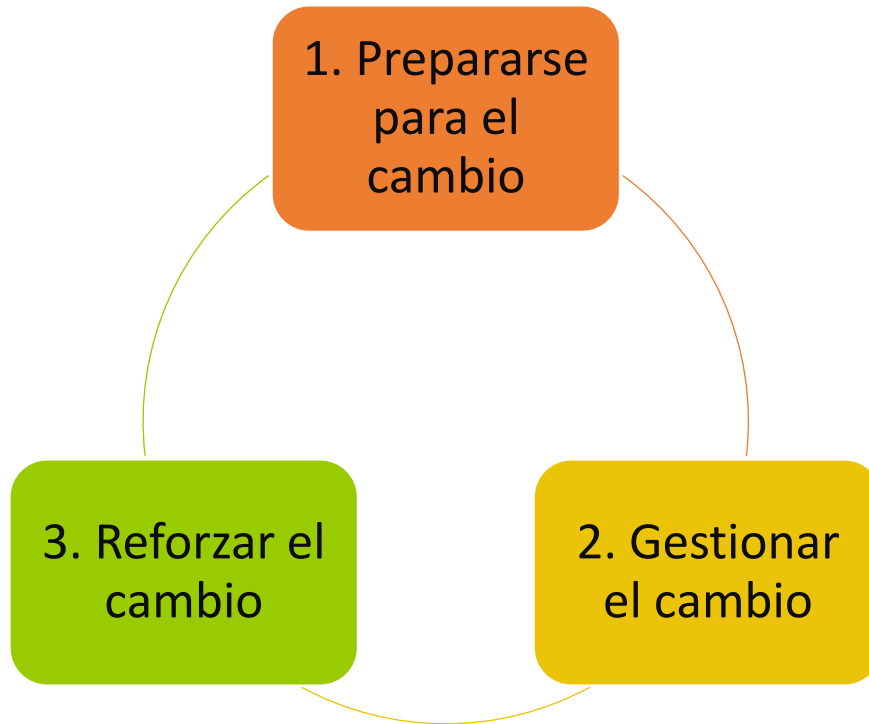 1. Prepararse
para el
cambio
2. Gestionar
el cambio
3. Reforzar el
cambio